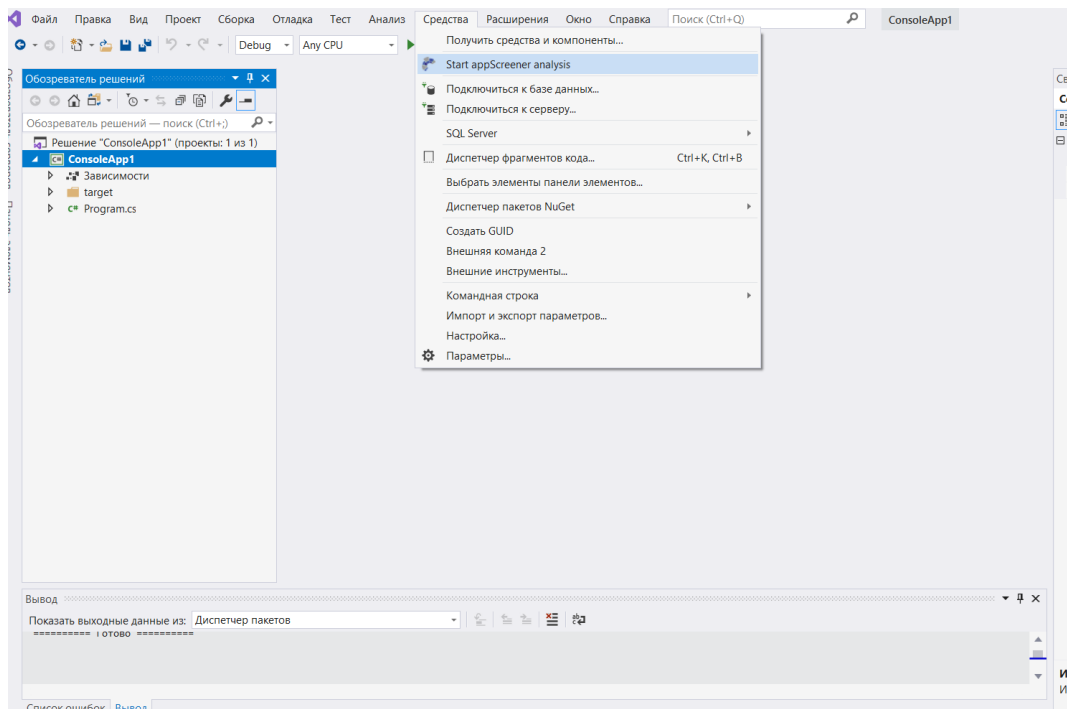 Файл Правка Вид Проект Сборка Отладка Тест Анализ Средства Расширения Окно Справка Поиск (Ctrl+Q) ConsoleApp1
Debug Any CPU
Обозреватель решений
Обозреватель решений — поиск (Ctrl+;)
Решение "ConsoleApp1" (проекты: 1 из 1)
C# ConsoleApp1
Зависимости
target
C# Program.cs
Получить средства и компоненты...
Start appScreener analysis
Подключиться к базе данных...
Подключиться к серверу...
SQL Server
Диспетчер фрагментов кода... Ctrl+K, Ctrl+B
Выбрать элементы панели элементов...
Диспетчер пакетов NuGet
Создать GUID
Внешняя команда 2
Внешние инструменты...
Командная строка
Импорт и экспорт параметров...
Настройка...
Параметры...
Вывод
Показать выходные данные из: Диспетчер пакетов
========== Готово ==========
Список ошибок Вывод